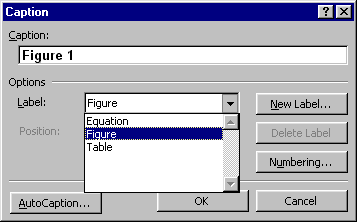 Caption
Caption:
Figure 1
Options
Label:
Figure
New Label...
Equation
Position:
Figure
Delete Label
Table
Numbering...
AutoCaption...
OK
Cancel